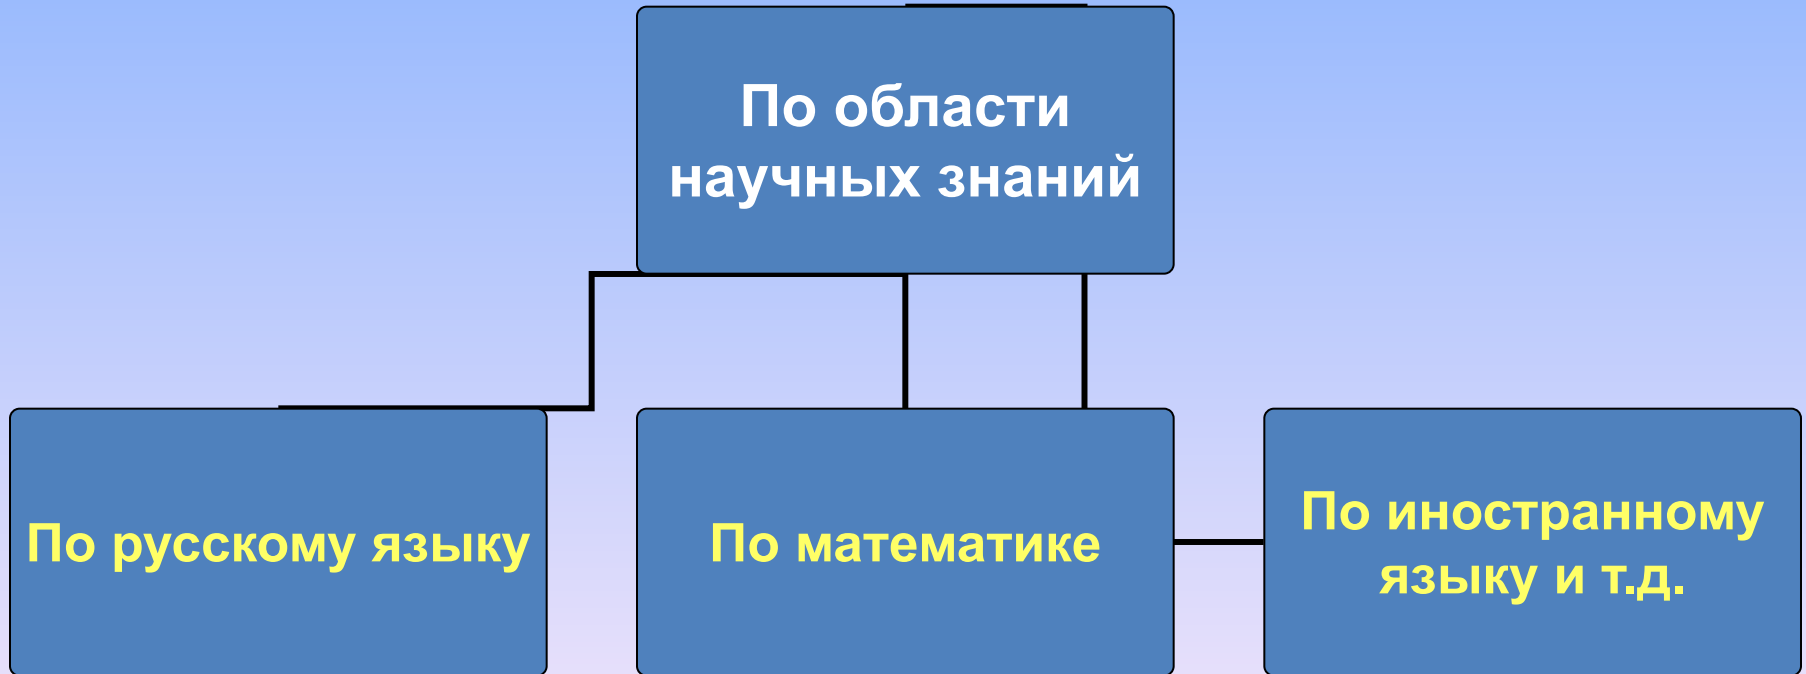 По области
научных знаний
По русскому языку
По математике
По иностранному
языку и т.д.